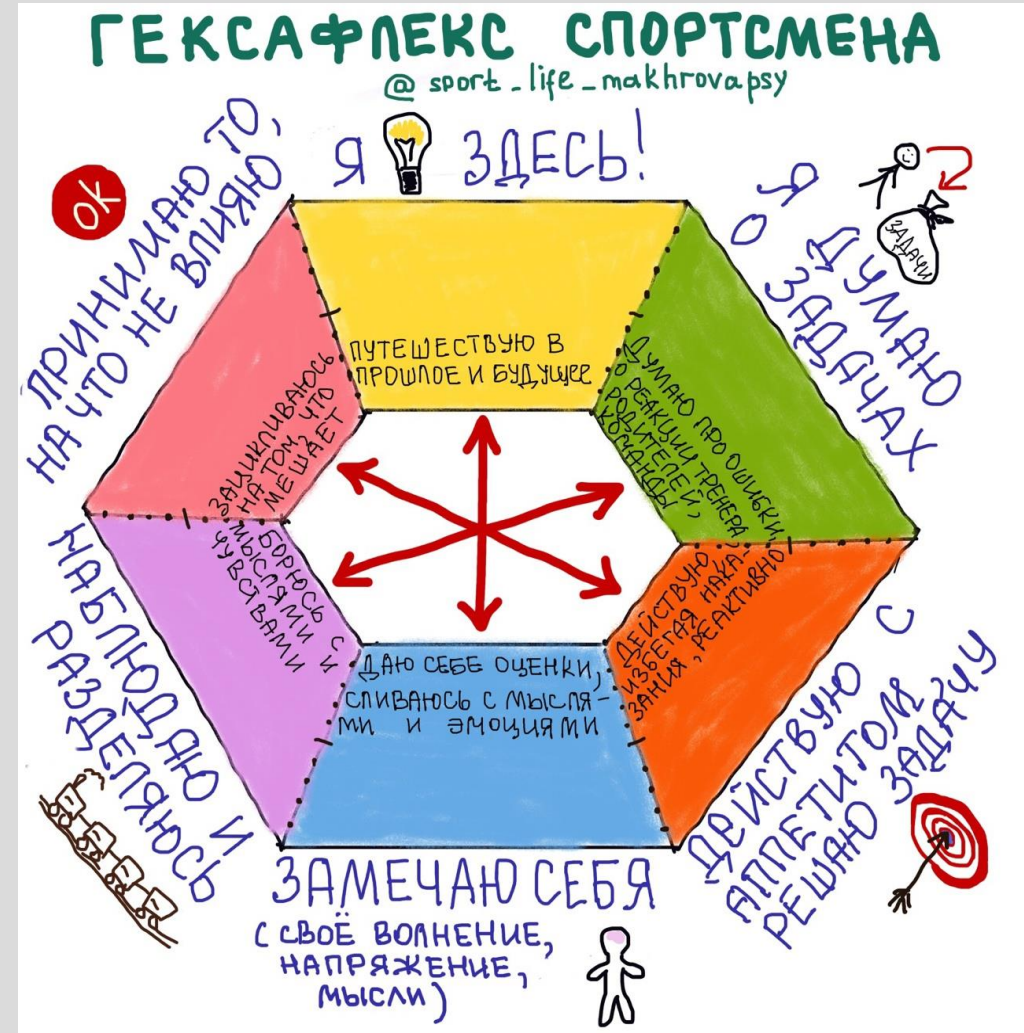 ГЕКСАФЛЕКС СПОРТСМЕНА
@ sport_life_makhrovapsy
Я ЗДЕСЬ!
Я ДУМАЮ
О ЗАДАЧАХ
ЗАДАЧИ
ДЕЙСТВУЮ С
АППЕТИТОМ,
РЕШАЮ ЗАДАЧУ
ЗАМЕЧАЮ СЕБЯ
(СВОЁ ВОЛНЕНИЕ,
НАПРЯЖЕНИЕ,
МЫСЛИ)
НАБЛЮДАЮ И
РАЗДЕЛЯЮСЬ
ПРИНИМАЮ ТО,
НА ЧТО НЕ ВЛИЯЮ
OK
ПУТЕШЕСТВУЮ В
ПРОШЛОЕ И БУДУЩЕЕ
ДУМАЮ ПРО ОШИБКИ,
О РЕАКЦИИ ТРЕНЕРА,
РОДИТЕЛЕЙ,
КОМАНДЫ
ДЕЙСТВУЮ,
ИЗБЕГАЯ НАКА-
ЗАНИЯ, РЕАКТИВНО
ДАЮ СЕБЕ ОЦЕНКИ,
СЛИВАЮСЬ С МЫСЛЯ-
МИ И ЭМОЦИЯМИ
БОРЮСЬ С
МЫСЛЯМИ И
ЧУВСТВАМИ
ЗАЦИКЛИВАЮСЬ
НА ТОМ, ЧТО
МЕШАЕТ